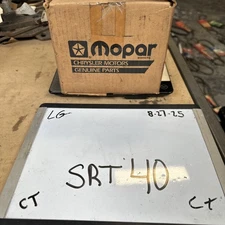 Mopar
CHRYSLER MOTORS
GENUINE PARTS
LG 8-27-25
SRT 40
CT CT